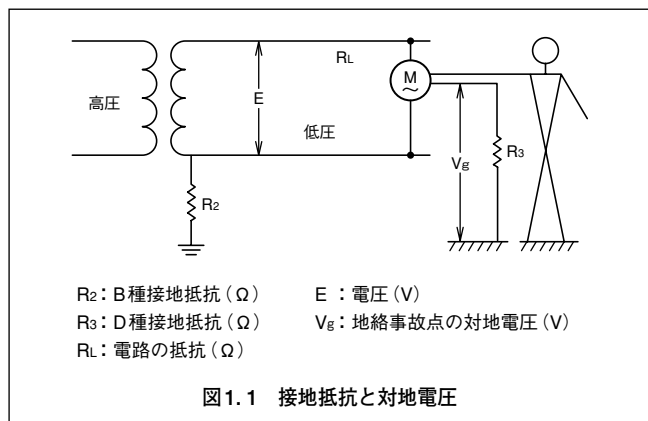 高圧
E
RL
低圧
M
Vg
R3
R2
R2：B種接地抵抗（Ω）
E：電圧（V）
R3：D種接地抵抗（Ω）
Vg：地絡事故点の対地電圧（V）
RL：電路の抵抗（Ω）
図1.1 接地抵抗と対地電圧